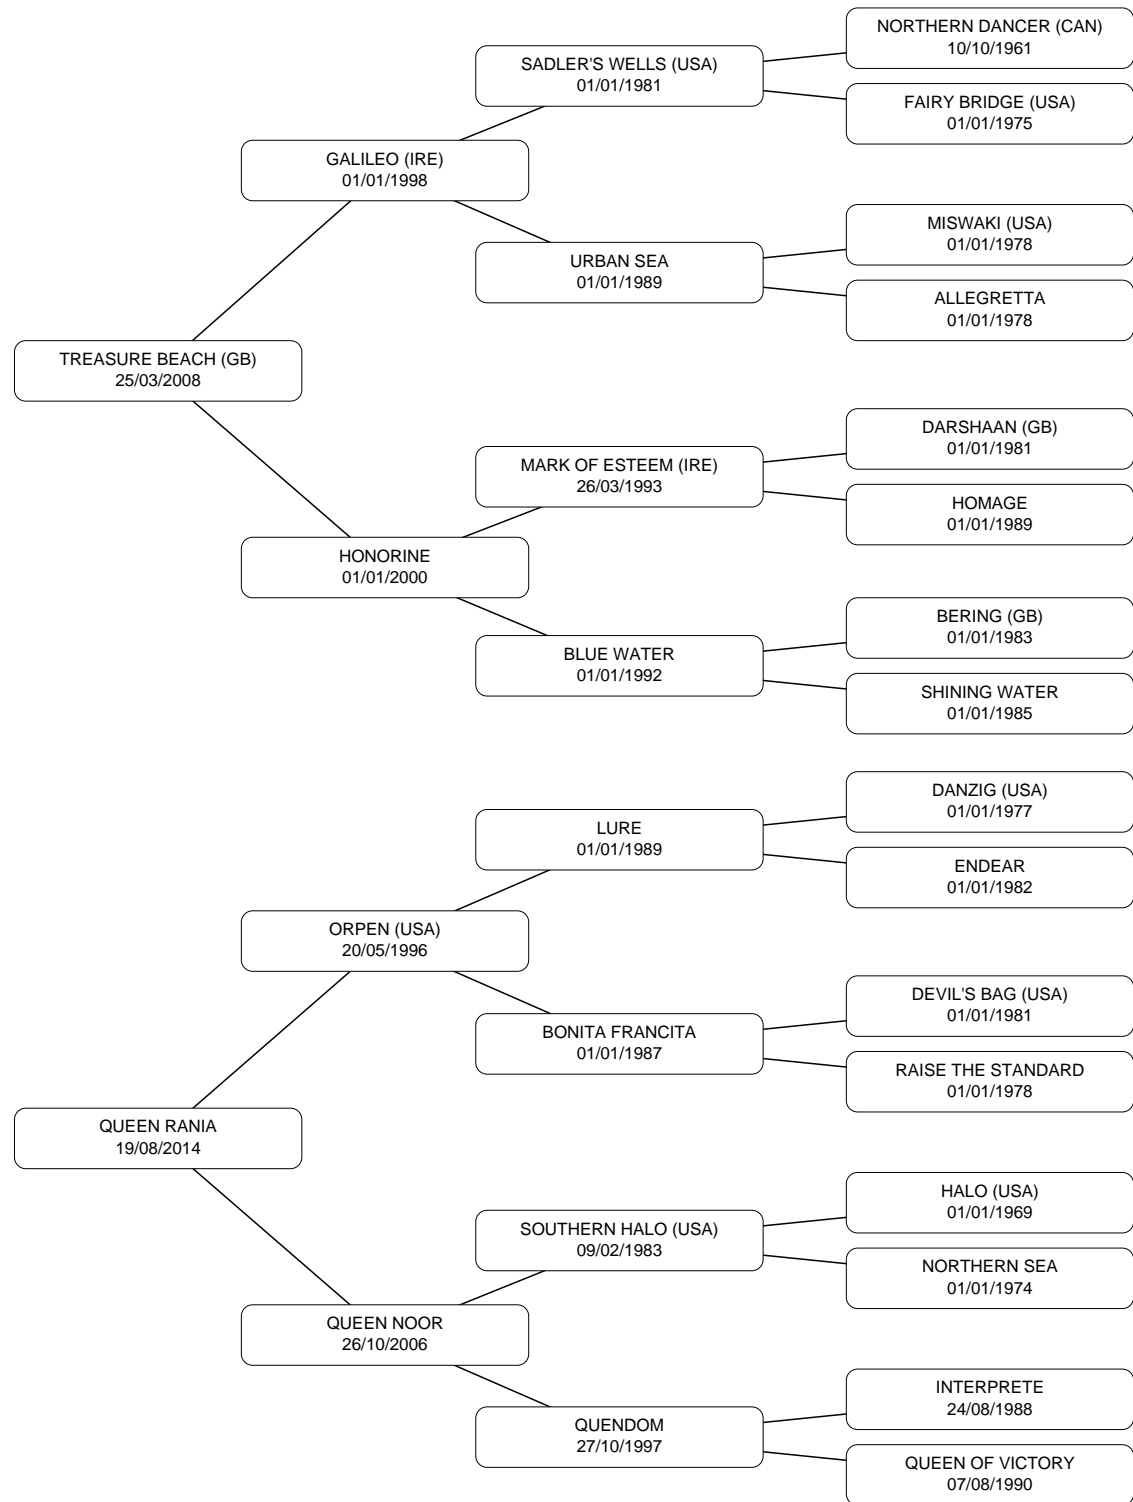 NORTHERN DANCER (CAN)
10/10/1961
SADLER'S WELLS (USA)
01/01/1981
FAIRY BRIDGE (USA)
01/01/1975
GALILEO (IRE)
01/01/1998
MISWAKI (USA)
01/01/1978
URBAN SEA
01/01/1989
ALLEGRETTA
01/01/1978
TREASURE BEACH (GB)
25/03/2008
DARSHAAN (GB)
01/01/1981
MARK OF ESTEEM (IRE)
26/03/1993
HOMAGE
01/01/1989
HONORINE
01/01/2000
BERING (GB)
01/01/1983
BLUE WATER
01/01/1992
SHINING WATER
01/01/1985
DANZIG (USA)
01/01/1977
LURE
01/01/1989
ENDEAR
01/01/1982
ORPEN (USA)
20/05/1996
DEVIL'S BAG (USA)
01/01/1981
BONITA FRANCITA
01/01/1987
RAISE THE STANDARD
01/01/1978
QUEEN RANIA
19/08/2014
HALO (USA)
01/01/1969
SOUTHERN HALO (USA)
09/02/1983
NORTHERN SEA
01/01/1974
QUEEN NOOR
26/10/2006
INTERPRETE
24/08/1988
QUENDOM
27/10/1997
QUEEN OF VICTORY
07/08/1990